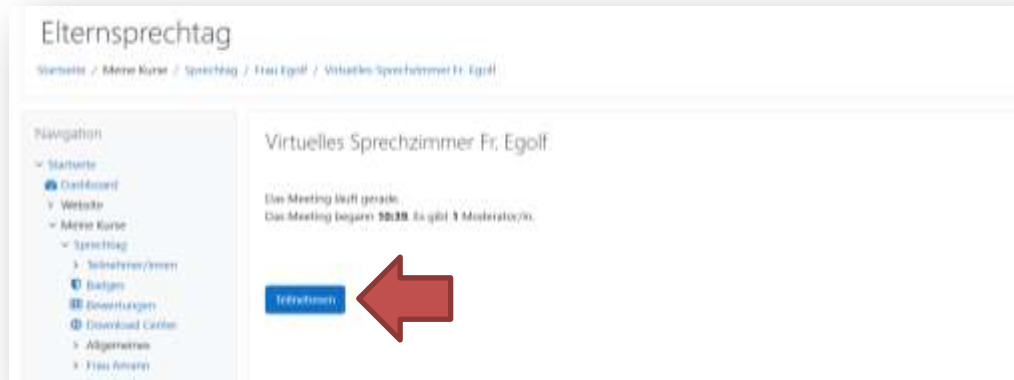 Elternsprechtag
Startseite / Meine Kurse / Sprechtag / Frau Egolf / Virtuelles Sprechzimmer Fr. Egolf
Navigation
Startseite
Dashboard
Website
Meine Kurse
Sprechtag
Teilnehmer/innen
Badges
Bewertungen
Download Center
Allgemeines
Frau Amann
Virtuelles Sprechzimmer Fr. Egolf
Das Meeting läuft gerade.
Das Meeting begann 10:39. Es gibt 1 Moderator/in.
Teilnehmen